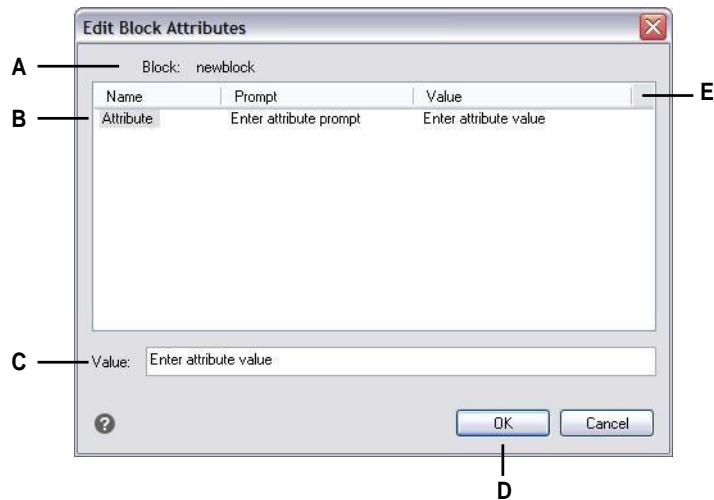 Edit Block Attributes
A
Block: newblock
Name Prompt Value
E
B
Attribute Enter attribute prompt Enter attribute value
C
Value: Enter attribute value
?
OK Cancel
D